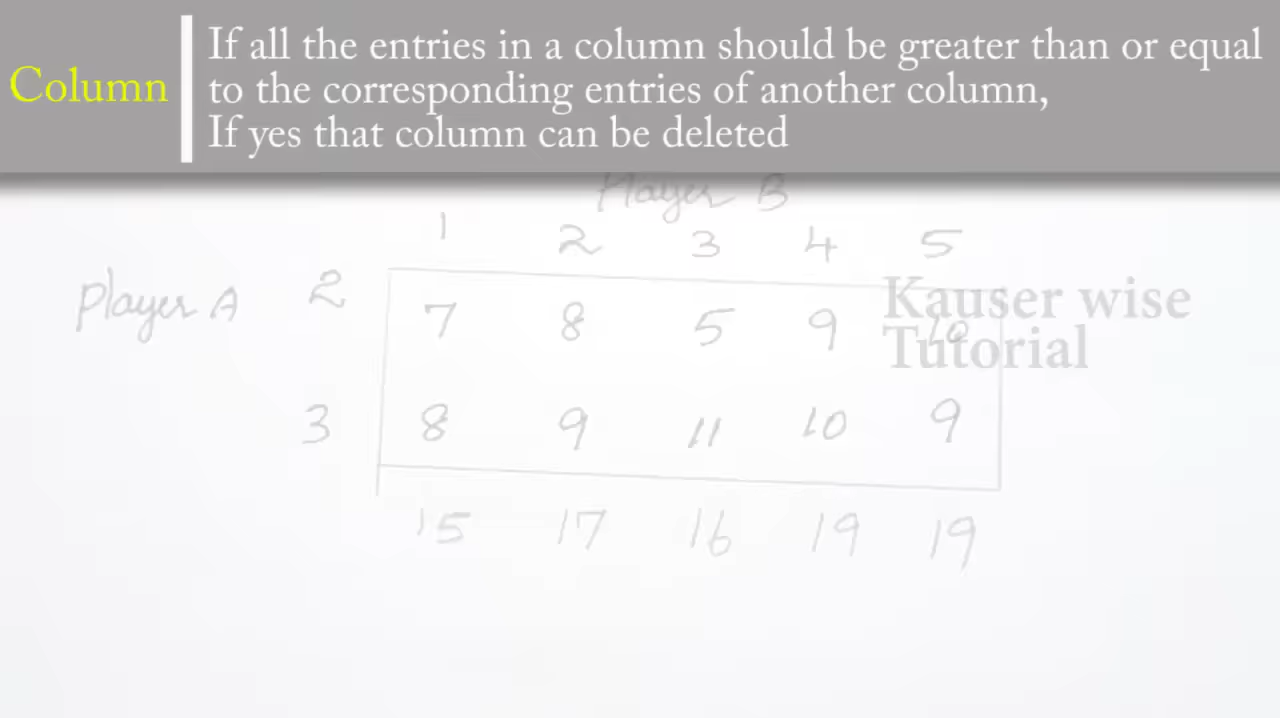 Column
If all the entries in a column should be greater than or equal
to the corresponding entries of another column,
If yes that column can be deleted
Player B
1 2 3 4 5
Player A 2 7 8 5 9 10
3 8 9 11 10 9
15 17 16 19 19
Kauser wise
Tutorial